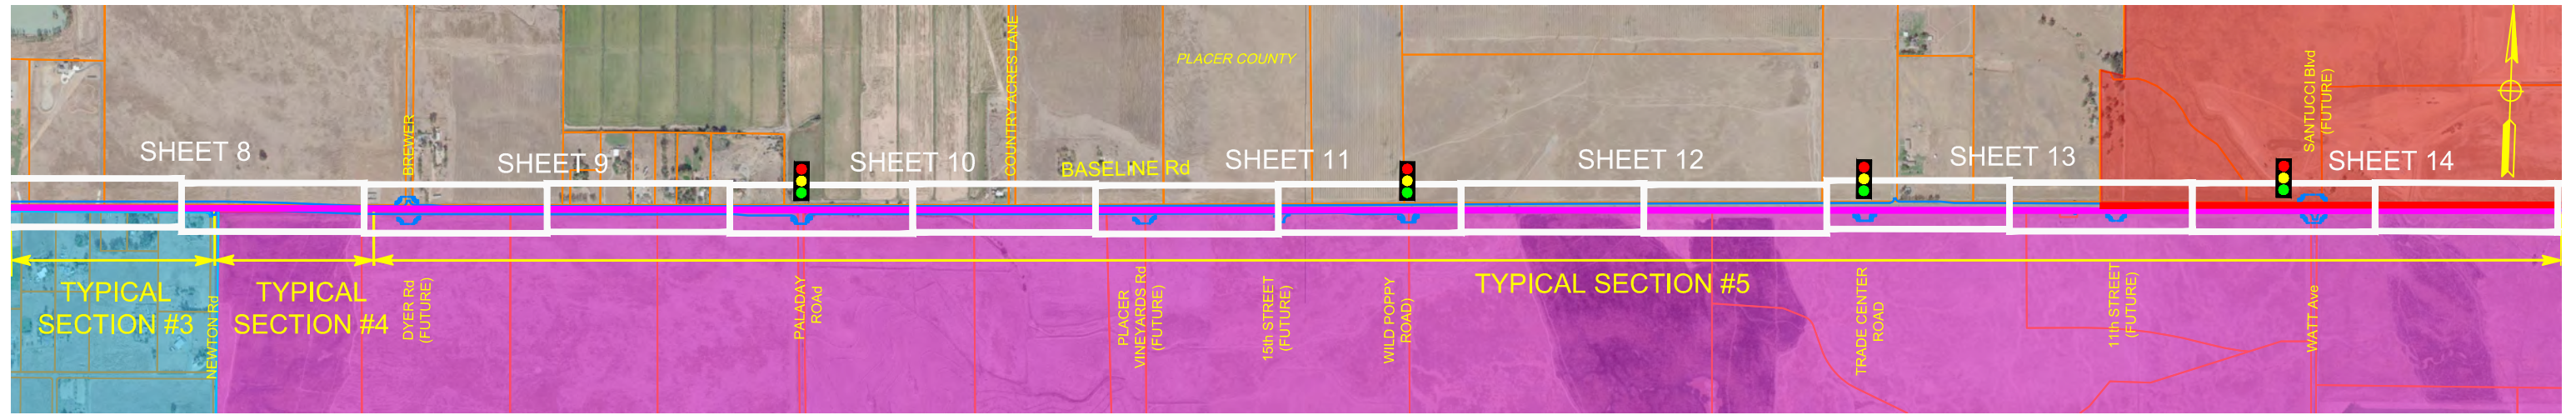 PLACER COUNTY
SHEET 8
BREWER
SHEET 9
SHEET 10
COUNTRY ACRES LANE
BASELINE Rd
SHEET 11
SHEET 12
SHEET 13
SANTUCCI Blvd
(FUTURE)
SHEET 14
TYPICAL
SECTION #3
NEWTON Rd
TYPICAL
SECTION #4
DYER Rd
(FUTURE)
PALADAY
ROAd
PLACER
VINEYARDS Rd
(FUTURE)
15th STREET
(FUTURE)
WILD POPPY
ROAD)
TYPICAL SECTION #5
TRADE CENTER
ROAD
11th STREET
(FUTURE)
WATT Ave